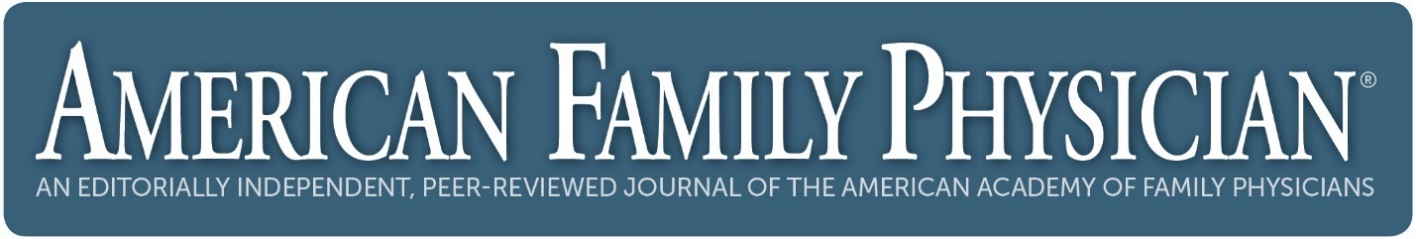 AMERICAN FAMILY PHYSICIAN®
AN EDITORIALLY INDEPENDENT, PEER-REVIEWED JOURNAL OF THE AMERICAN ACADEMY OF FAMILY PHYSICIANS